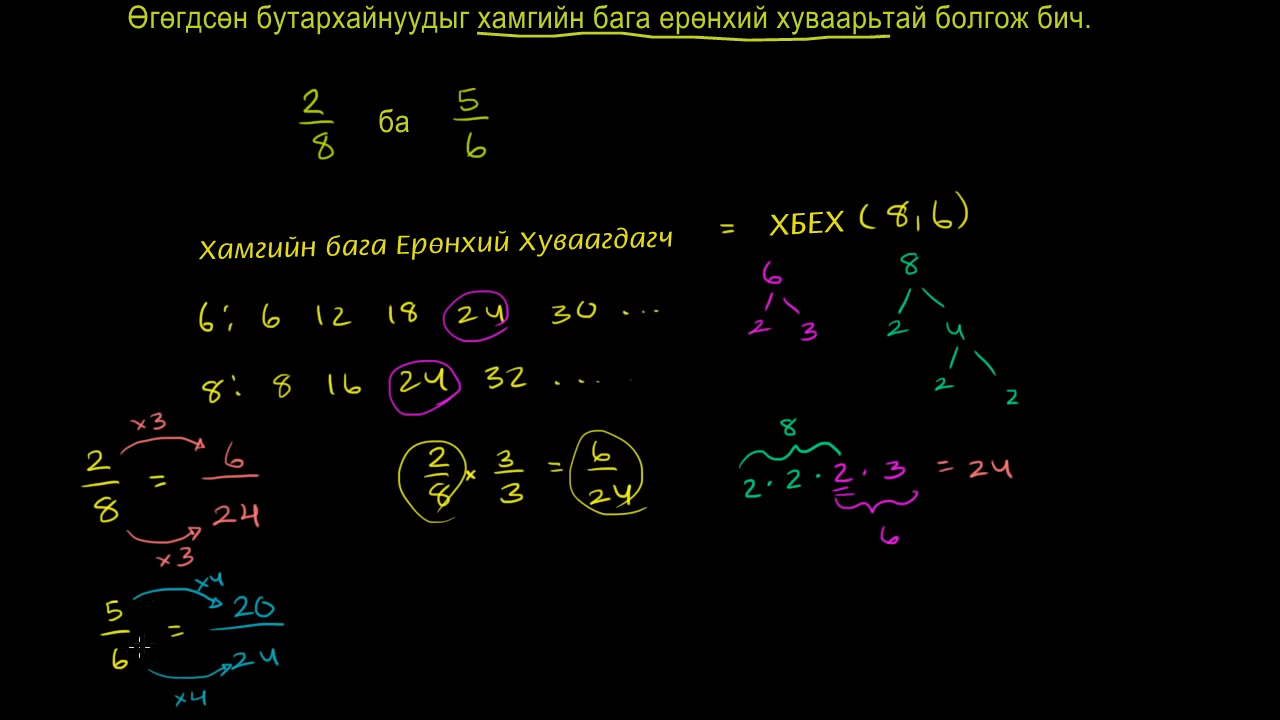 Өгөгдсөн бутархайнуудыг хамгийн бага ерөнхий хуваарьтай болгож бич.
2/8 ба 5/6
Хамгийн бага Ерөнхий Хуваагдагч = ХБЕХ (8,6)
6: 6 12 18 24 30 ...
8: 8 16 24 32 ....
6
2 3
8
2 4
2 2
×3
2/8 = 6/24
×3
2/8 × 3/3 = 6/24
8
2·2·2·3 = 24
6
×4
5/6 = 20/24
×4